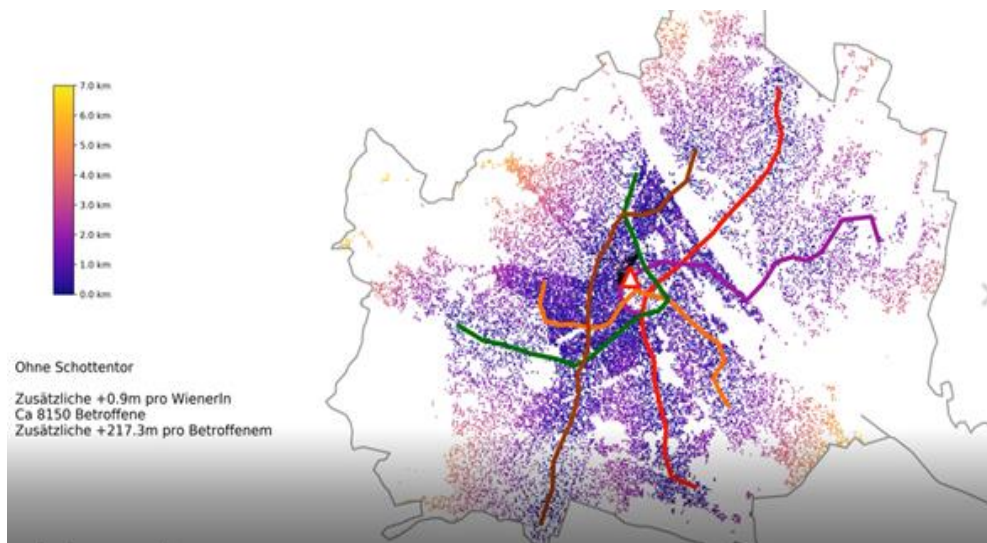 7.0 km
6.0 km
5.0 km
4.0 km
3.0 km
2.0 km
1.0 km
0.0 km
Ohne Schottentor
Zusätzliche +0.9m pro WienerIn
Ca 8150 Betroffene
Zusätzliche +217.3m pro Betroffenem